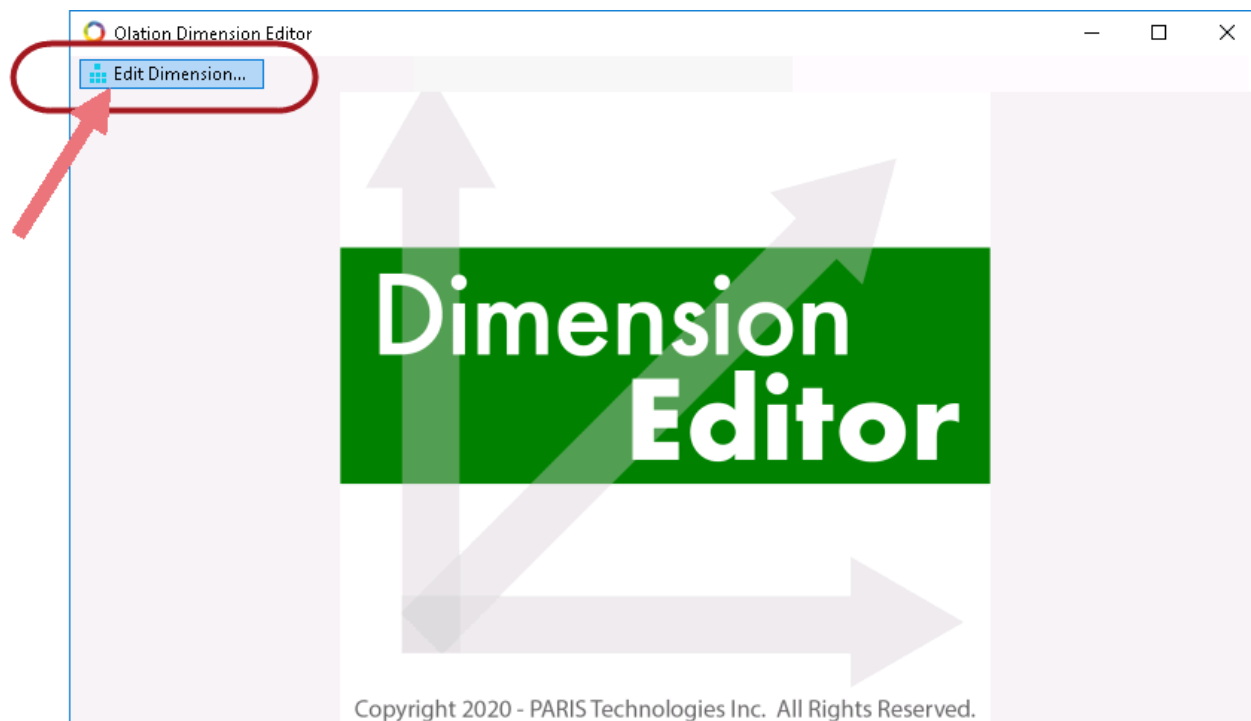 Olation Dimension Editor
Edit Dimension...
Dimension
Editor
Copyright 2020 - PARIS Technologies Inc. All Rights Reserved.